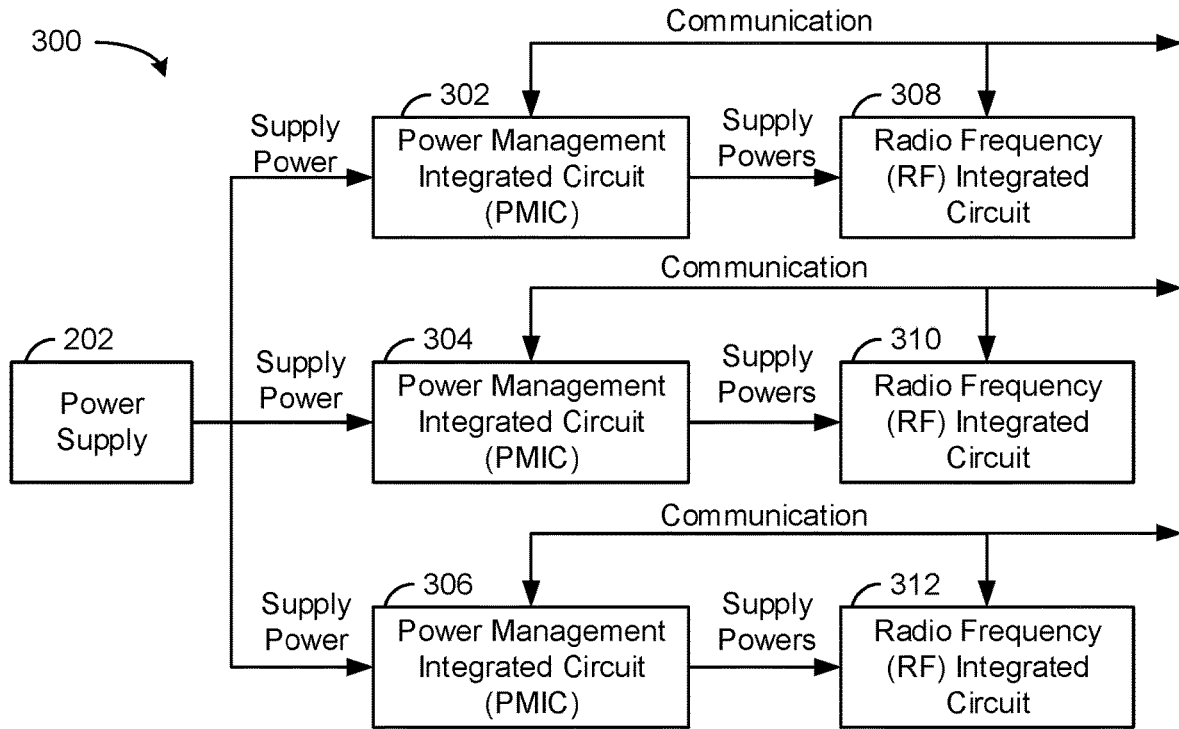 Communication
300
302
308
Supply
Power
Power Management
Integrated Circuit
(PMIC)
Supply
Powers
Radio Frequency
(RF) Integrated
Circuit
Communication
202
304
310
Power
Supply
Supply
Power
Power Management
Integrated Circuit
(PMIC)
Supply
Powers
Radio Frequency
(RF) Integrated
Circuit
Communication
306
312
Supply
Power
Power Management
Integrated Circuit
(PMIC)
Supply
Powers
Radio Frequency
(RF) Integrated
Circuit